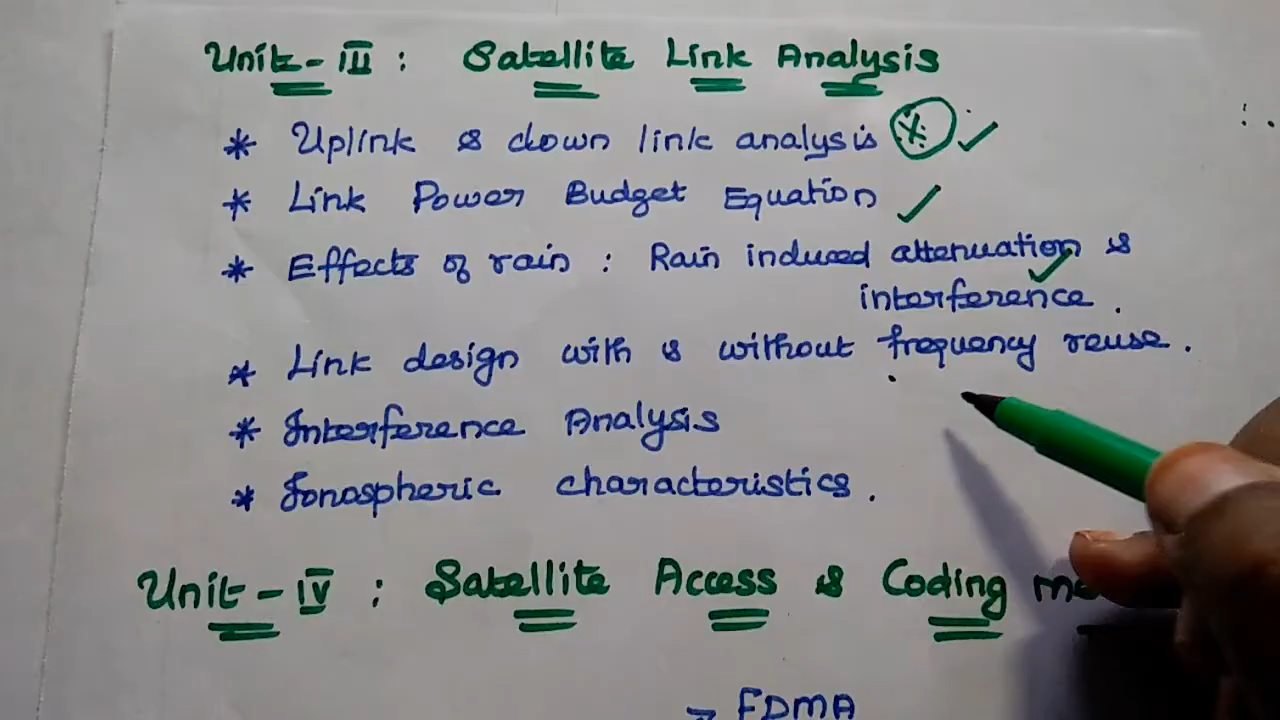 Unit-III : Satellite Link Analysis
* Uplink & down link analysis
* Link Power Budget Equation
* Effects of rain : Rain induced attenuation &
interference .
* Link design with & without frequency reuse .
* Interference Analysis
* Ionospheric characteristics .
Unit-IV : Satellite Access & Coding
→ FDMA